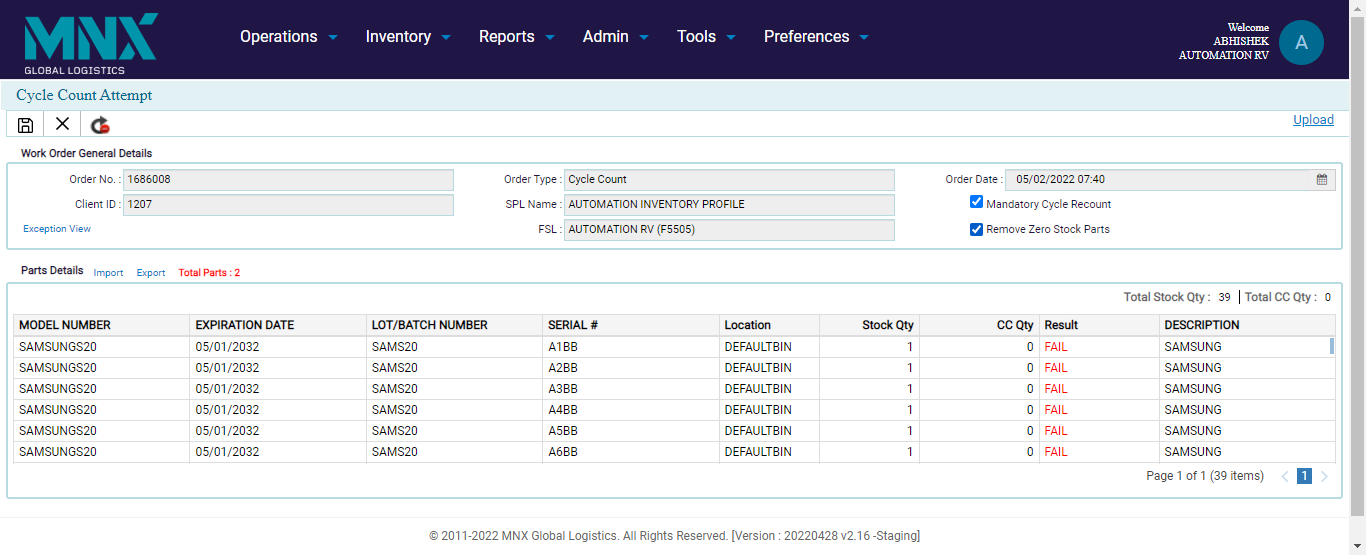 MNX
GLOBAL LOGISTICS
Operations Inventory Reports Admin Tools Preferences
Welcome
ABHISHEK
AUTOMATION RV
A
Cycle Count Attempt
Upload
Work Order General Details
Order No. : 1686008 Order Type : Cycle Count Order Date : 05/02/2022 07:40
Client ID : 1207 SPL Name : AUTOMATION INVENTORY PROFILE Mandatory Cycle Recount
Exception View FSL : AUTOMATION RV (F5505) Remove Zero Stock Parts
Parts Details Import Export Total Parts : 2
Total Stock Qty : 39 Total CC Qty : 0
MODEL NUMBER EXPIRATION DATE LOT/BATCH NUMBER SERIAL # Location Stock Qty CC Qty Result DESCRIPTION
SAMSUNGS20 05/01/2032 SAMS20 A1BB DEFAULTBIN 1 0 FAIL SAMSUNG
SAMSUNGS20 05/01/2032 SAMS20 A2BB DEFAULTBIN 1 0 FAIL SAMSUNG
SAMSUNGS20 05/01/2032 SAMS20 A3BB DEFAULTBIN 1 0 FAIL SAMSUNG
SAMSUNGS20 05/01/2032 SAMS20 A4BB DEFAULTBIN 1 0 FAIL SAMSUNG
SAMSUNGS20 05/01/2032 SAMS20 A5BB DEFAULTBIN 1 0 FAIL SAMSUNG
SAMSUNGS20 05/01/2032 SAMS20 A6BB DEFAULTBIN 1 0 FAIL SAMSUNG
Page 1 of 1 (39 items) 1
© 2011-2022 MNX Global Logistics. All Rights Reserved. [Version : 20220428 v2.16 -Staging]